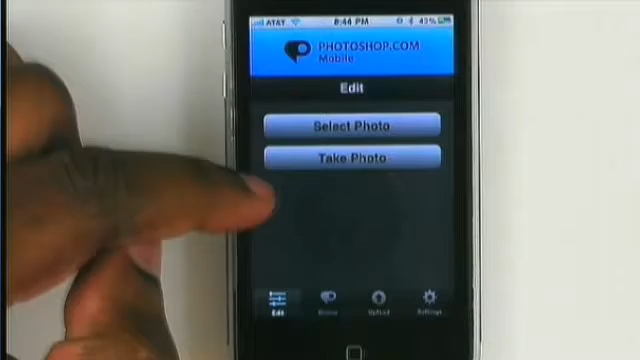 AT&T 8:44 PM 43%
PHOTOSHOP.COM
Mobile
Edit
Select Photo
Take Photo
Edit Upload Settings